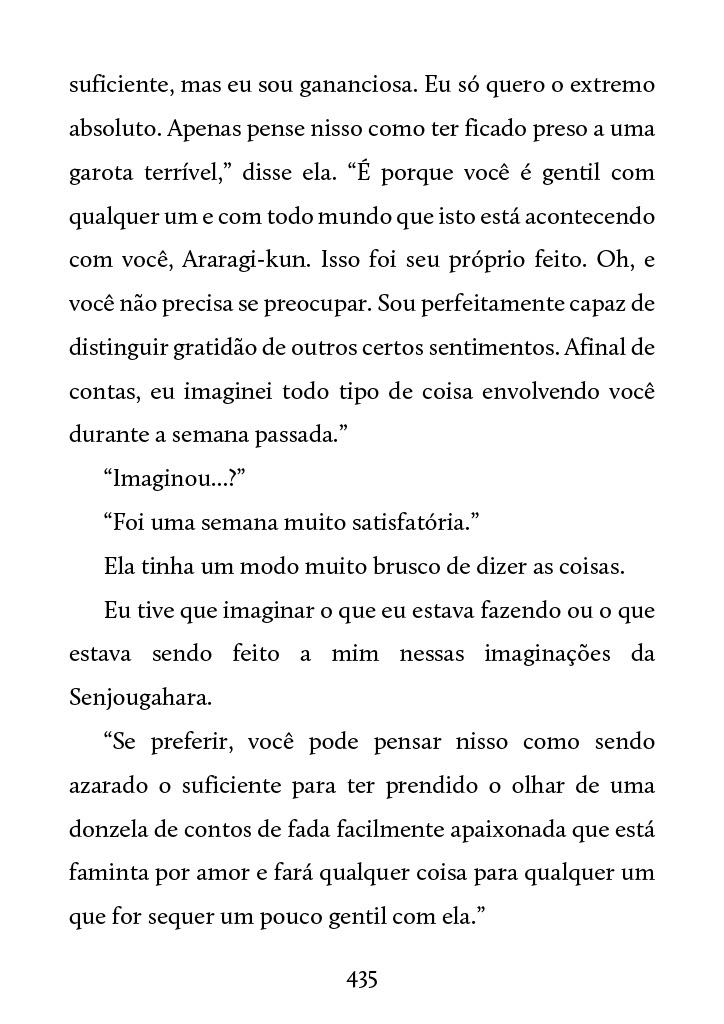 suficiente, mas eu sou gananciosa. Eu só quero o extremo
absoluto. Apenas pense nisso como ter ficado preso a uma
garota terrível,” disse ela. “É porque você é gentil com
qualquer um e com todo mundo que isto está acontecendo
com você, Araragi-kun. Isso foi seu próprio feito. Oh, e
você não precisa se preocupar. Sou perfeitamente capaz de
distinguir gratidão de outros certos sentimentos. Afinal de
contas, eu imaginei todo tipo de coisa envolvendo você
durante a semana passada.”
“Imaginou...?”
“Foi uma semana muito satisfatória.”
Ela tinha um modo muito brusco de dizer as coisas.
Eu tive que imaginar o que eu estava fazendo ou o que
estava sendo feito a mim nessas imaginações da
Senjougahara.
“Se preferir, você pode pensar nisso como sendo
azarado o suficiente para ter prendido o olhar de uma
donzela de contos de fada facilmente apaixonada que está
faminta por amor e fará qualquer coisa para qualquer um
que for sequer um pouco gentil com ela.”
435